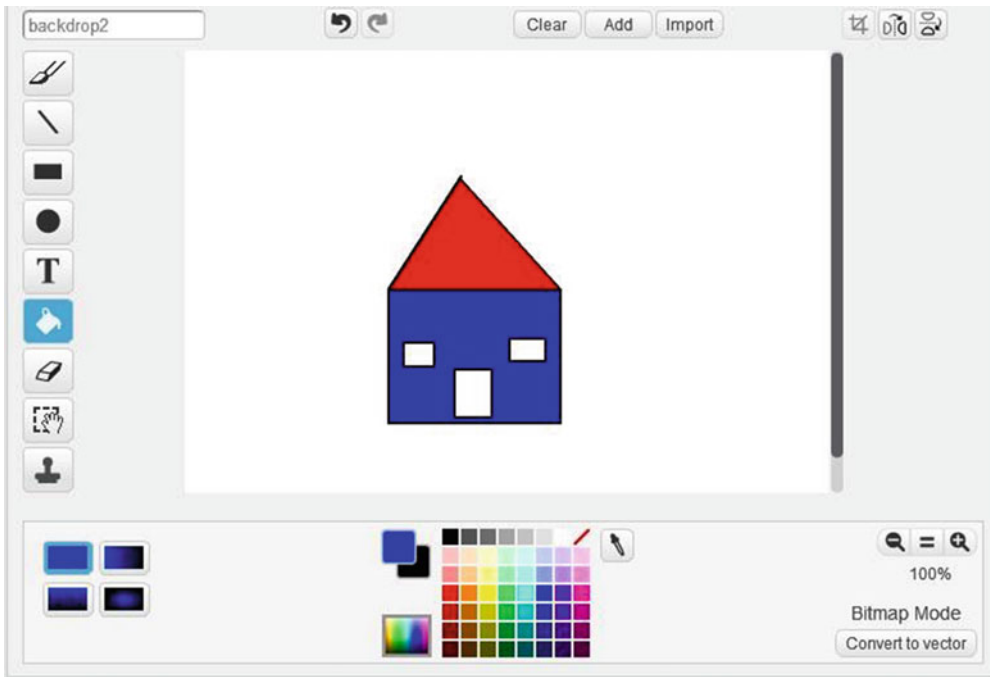 backdrop2
Clear Add Import
T
100%
Bitmap Mode
Convert to vector